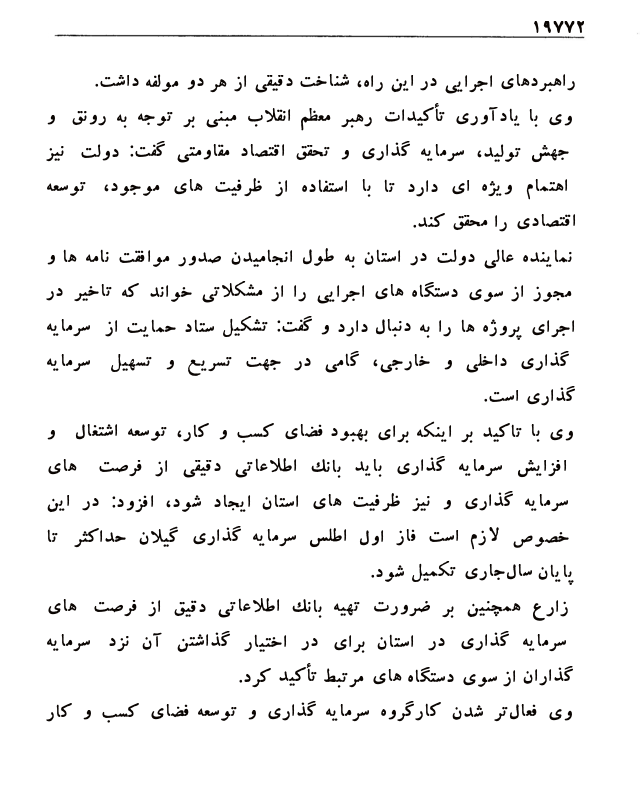 ۱۹۷۷۲
راهبردهای اجرایی در این راه، شناخت دقیقی از هر دو مولفه داشت.
وی با یادآوری تأکیدات رهبر معظم انقلاب مبنی بر توجه به رونق و
جهش تولید، سرمایه گذاری و تحقق اقتصاد مقاومتی گفت: دولت نیز
اهتمام ویژه ای دارد تا با استفاده از ظرفیت های موجود، توسعه
اقتصادی را محقق کند.
نماینده عالی دولت در استان به طول انجامیدن صدور موافقت نامه ها و
مجوز از سوی دستگاه های اجرایی را از مشکلاتی خواند که تاخیر در
اجرای پروژه ها را به دنبال دارد و گفت: تشکیل ستاد حمایت از سرمایه
گذاری داخلی و خارجی، گامی در جهت تسریع و تسهیل سرمایه
گذاری است.
وی با تاکید بر اینکه برای بهبود فضای کسب و کار، توسعه اشتغال و
افزایش سرمایه گذاری باید بانك اطلاعاتی دقیقی از فرصت های
سرمایه گذاری و نیز ظرفیت های استان ایجاد شود، افزود: در این
خصوص لازم است فاز اول اطلس سرمایه گذاری گیلان حداکثر تا
پایان سال‌جاری تکمیل شود.
زارع همچنین بر ضرورت تهیه بانك اطلاعاتی دقیق از فرصت های
سرمایه گذاری در استان برای در اختیار گذاشتن آن نزد سرمایه
گذاران از سوی دستگاه های مرتبط تأکید کرد.
وی فعال‌تر شدن کارگروه سرمایه گذاری و توسعه فضای کسب و کار